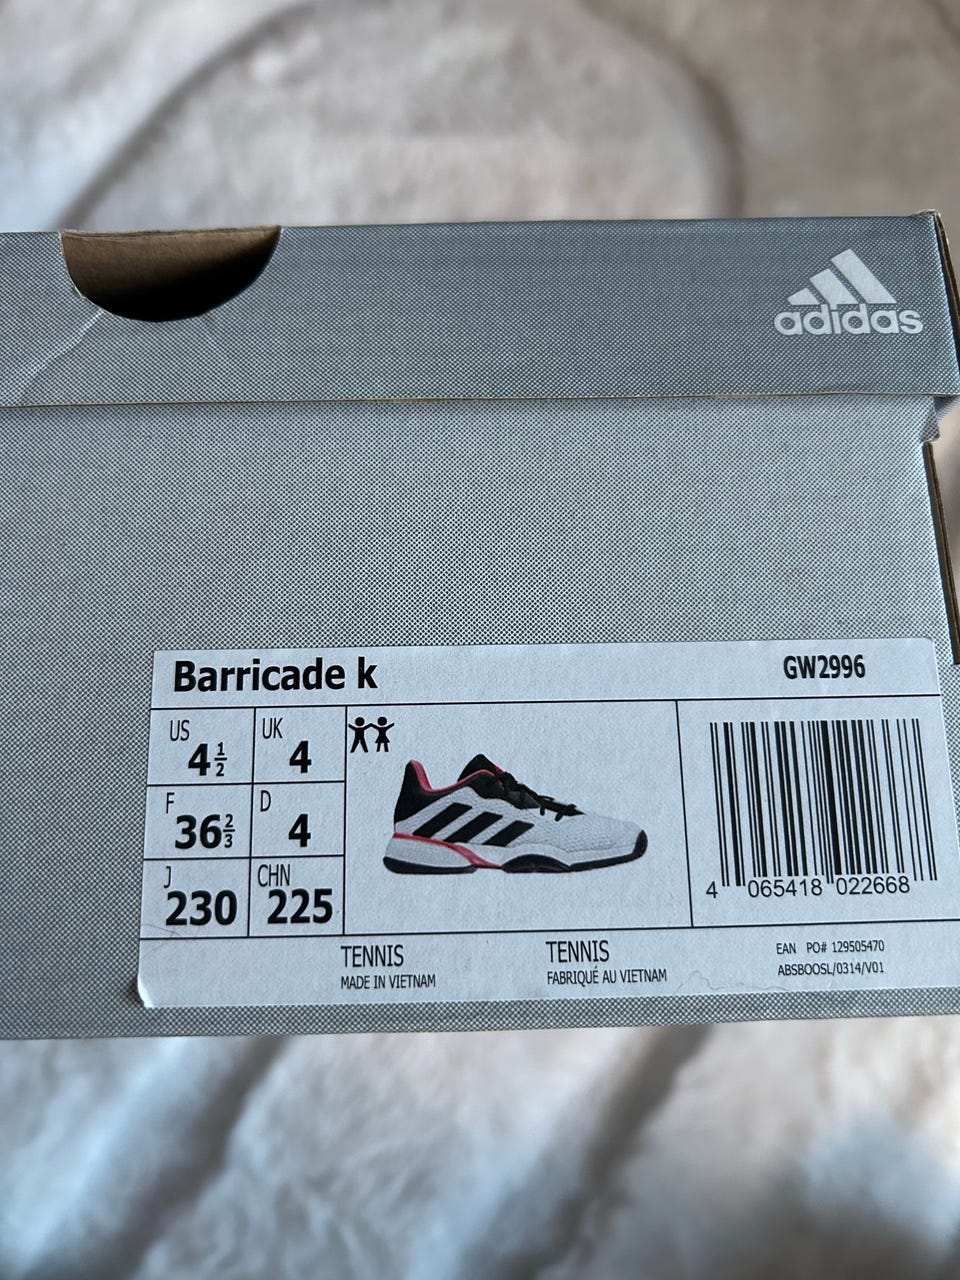 adidas
Barricade k
GW2996
US
4 1/2
UK
4
F
36 2/3
D
4
J
230
CHN
225
4 065418 022668
TENNIS
MADE IN VIETNAM
TENNIS
FABRIQUÉ AU VIETNAM
EAN PO# 129505470
ABSBOOSL/0314/V01